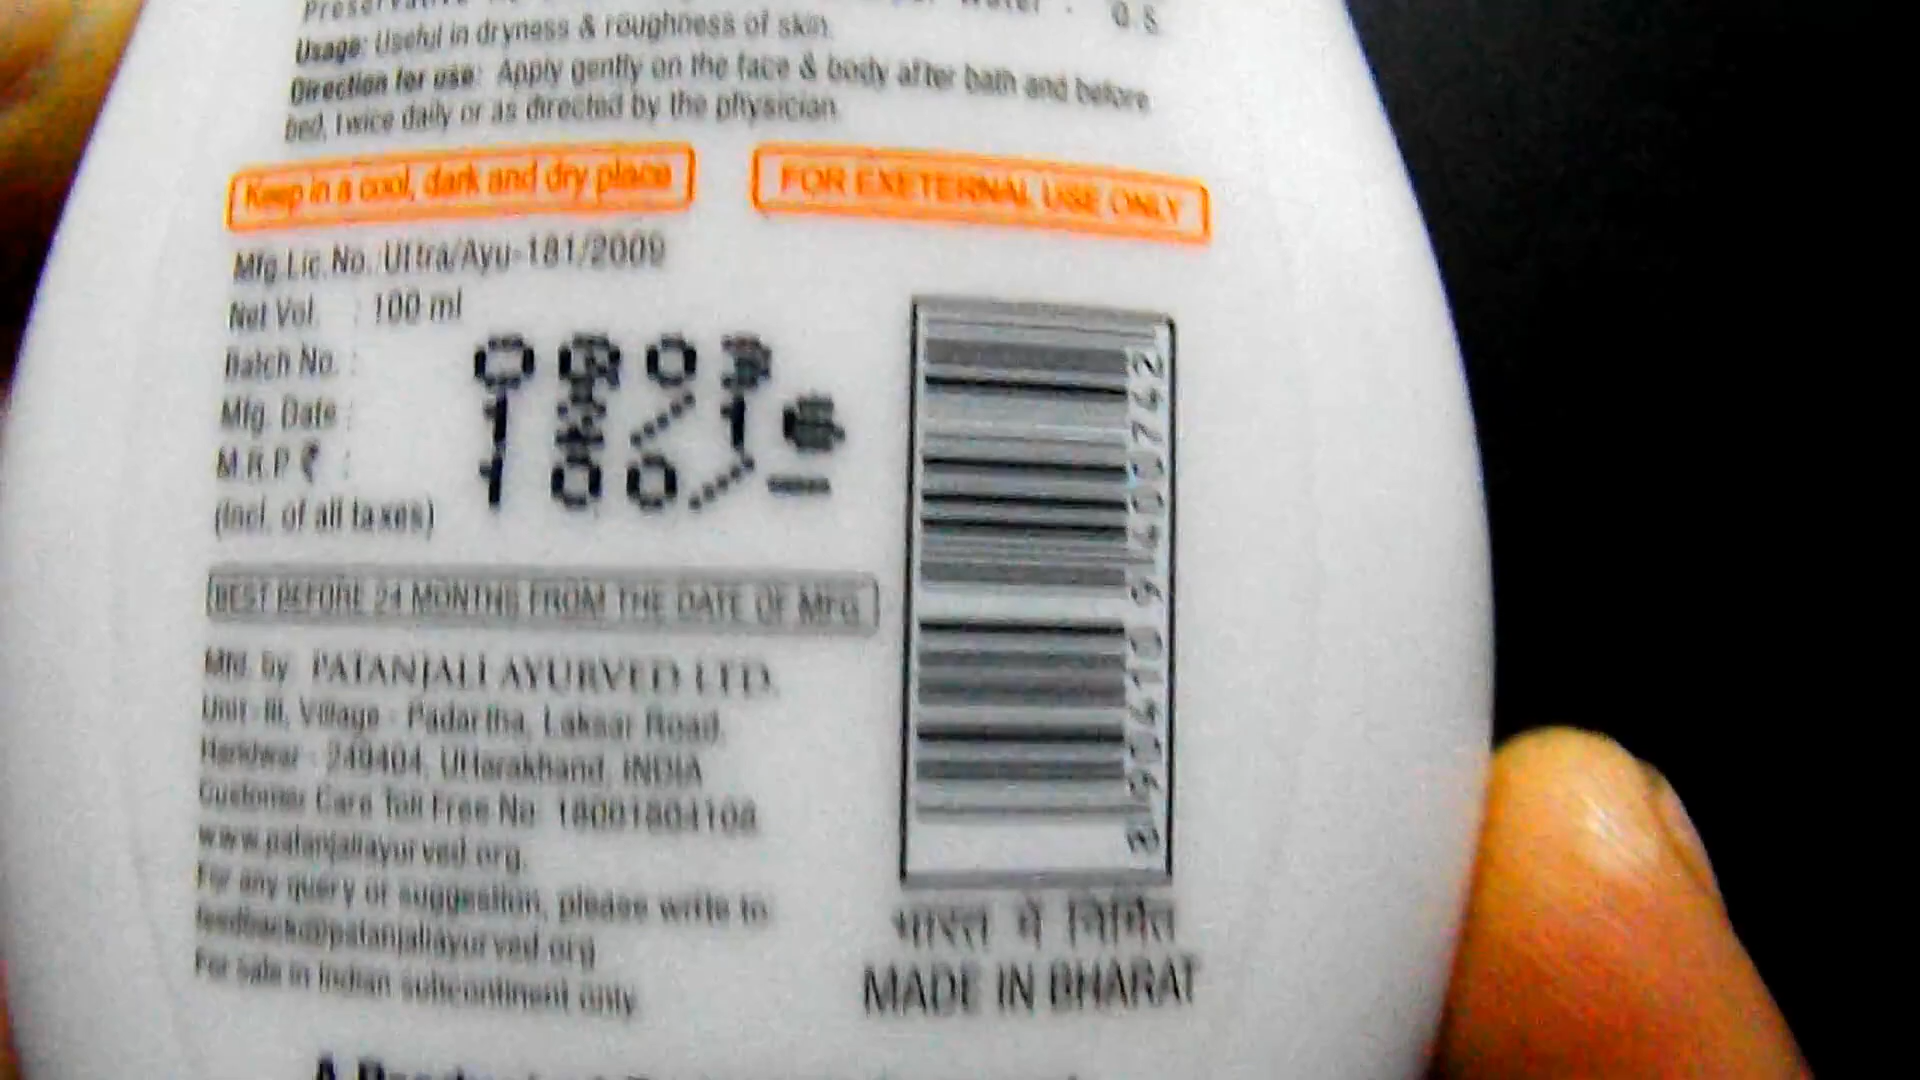 Preservative Water : Q.S.
Usage: Useful in dryness & roughness of skin.
Direction for use: Apply gently on the face & body after bath and before
bed, twice daily or as directed by the physician.
Keep in a cool, dark and dry place
FOR EXETERNAL USE ONLY
Mfg.Lic.No.:Uttra/Ayu-181/2009
Net Vol. : 100 ml
Batch No. :
Mfg. Date :
M.R.P ₹ : 100/-
(Incl. of all taxes)
BEST BEFORE 24 MONTHS FROM THE DATE OF MFG.
Mfd. by PATANJALI AYURVED LTD.
Unit-III, Village - Padartha, Laksar Road,
Haridwar - 249404, Uttarakhand, INDIA
Customer Care Toll Free No. 18001804108
www.patanjaliayurved.org.
For any query or suggestion, please write to
feedback@patanjaliayurved.org
For sale in Indian subcontinent only
भारत में निर्मित
MADE IN BHARAT